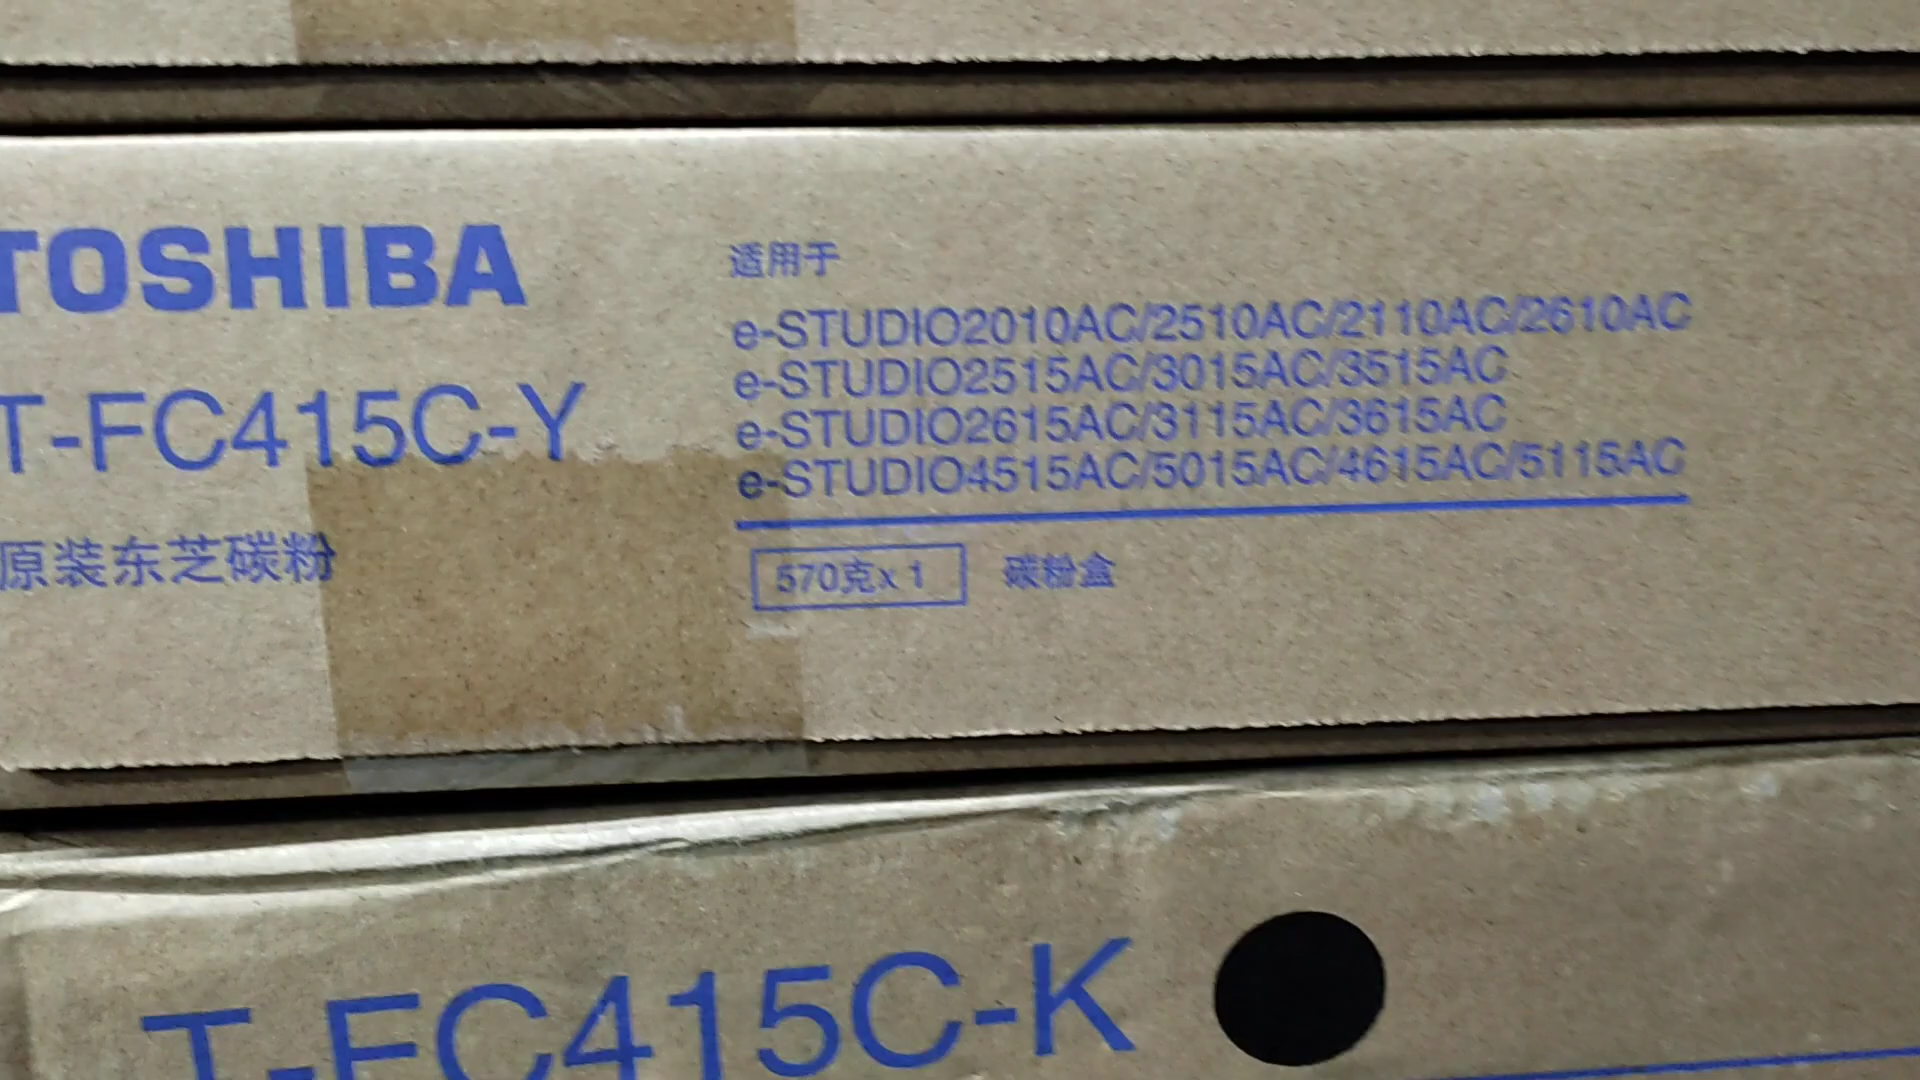 TOSHIBA
T-FC415C-Y
原装东芝碳粉
适用于
e-STUDIO2010AC/2510AC/2110AC/2610AC
e-STUDIO2515AC/3015AC/3515AC
e-STUDIO2615AC/3115AC/3615AC
e-STUDIO4515AC/5015AC/4615AC/5115AC
570克x1
碳粉盒
T-FC415C-K